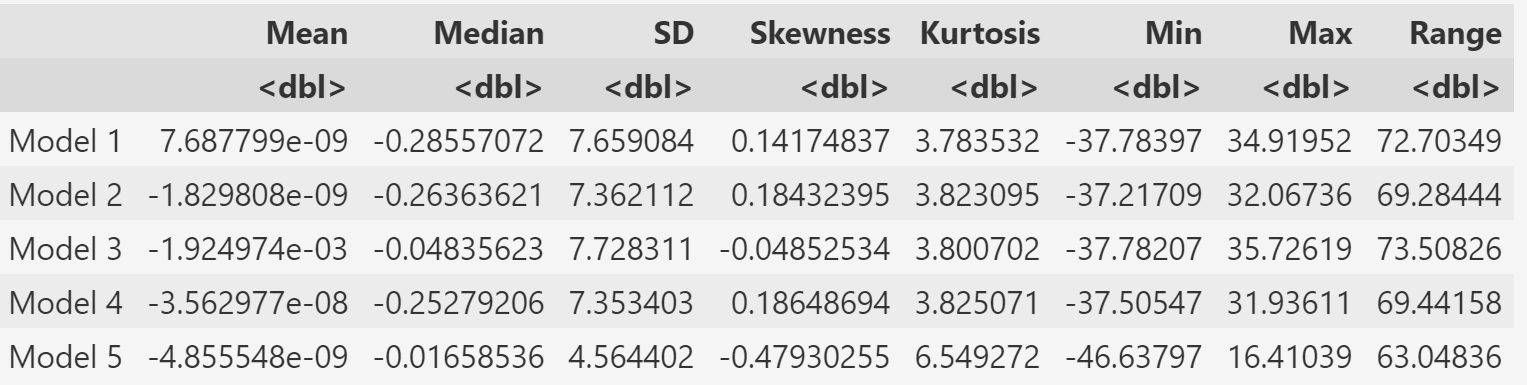 Mean Median SD Skewness Kurtosis Min Max Range
<dbl> <dbl> <dbl> <dbl> <dbl> <dbl> <dbl> <dbl>
Model 1 7.687799e-09 -0.28557072 7.659084 0.14174837 3.783532 -37.78397 34.91952 72.70349
Model 2 -1.829808e-09 -0.26363621 7.362112 0.18432395 3.823095 -37.21709 32.06736 69.28444
Model 3 -1.924974e-03 -0.04835623 7.728311 -0.04852534 3.800702 -37.78207 35.72619 73.50826
Model 4 -3.562977e-08 -0.25279206 7.353403 0.18648694 3.825071 -37.50547 31.93611 69.44158
Model 5 -4.855548e-09 -0.01658536 4.564402 -0.47930255 6.549272 -46.63797 16.41039 63.04836